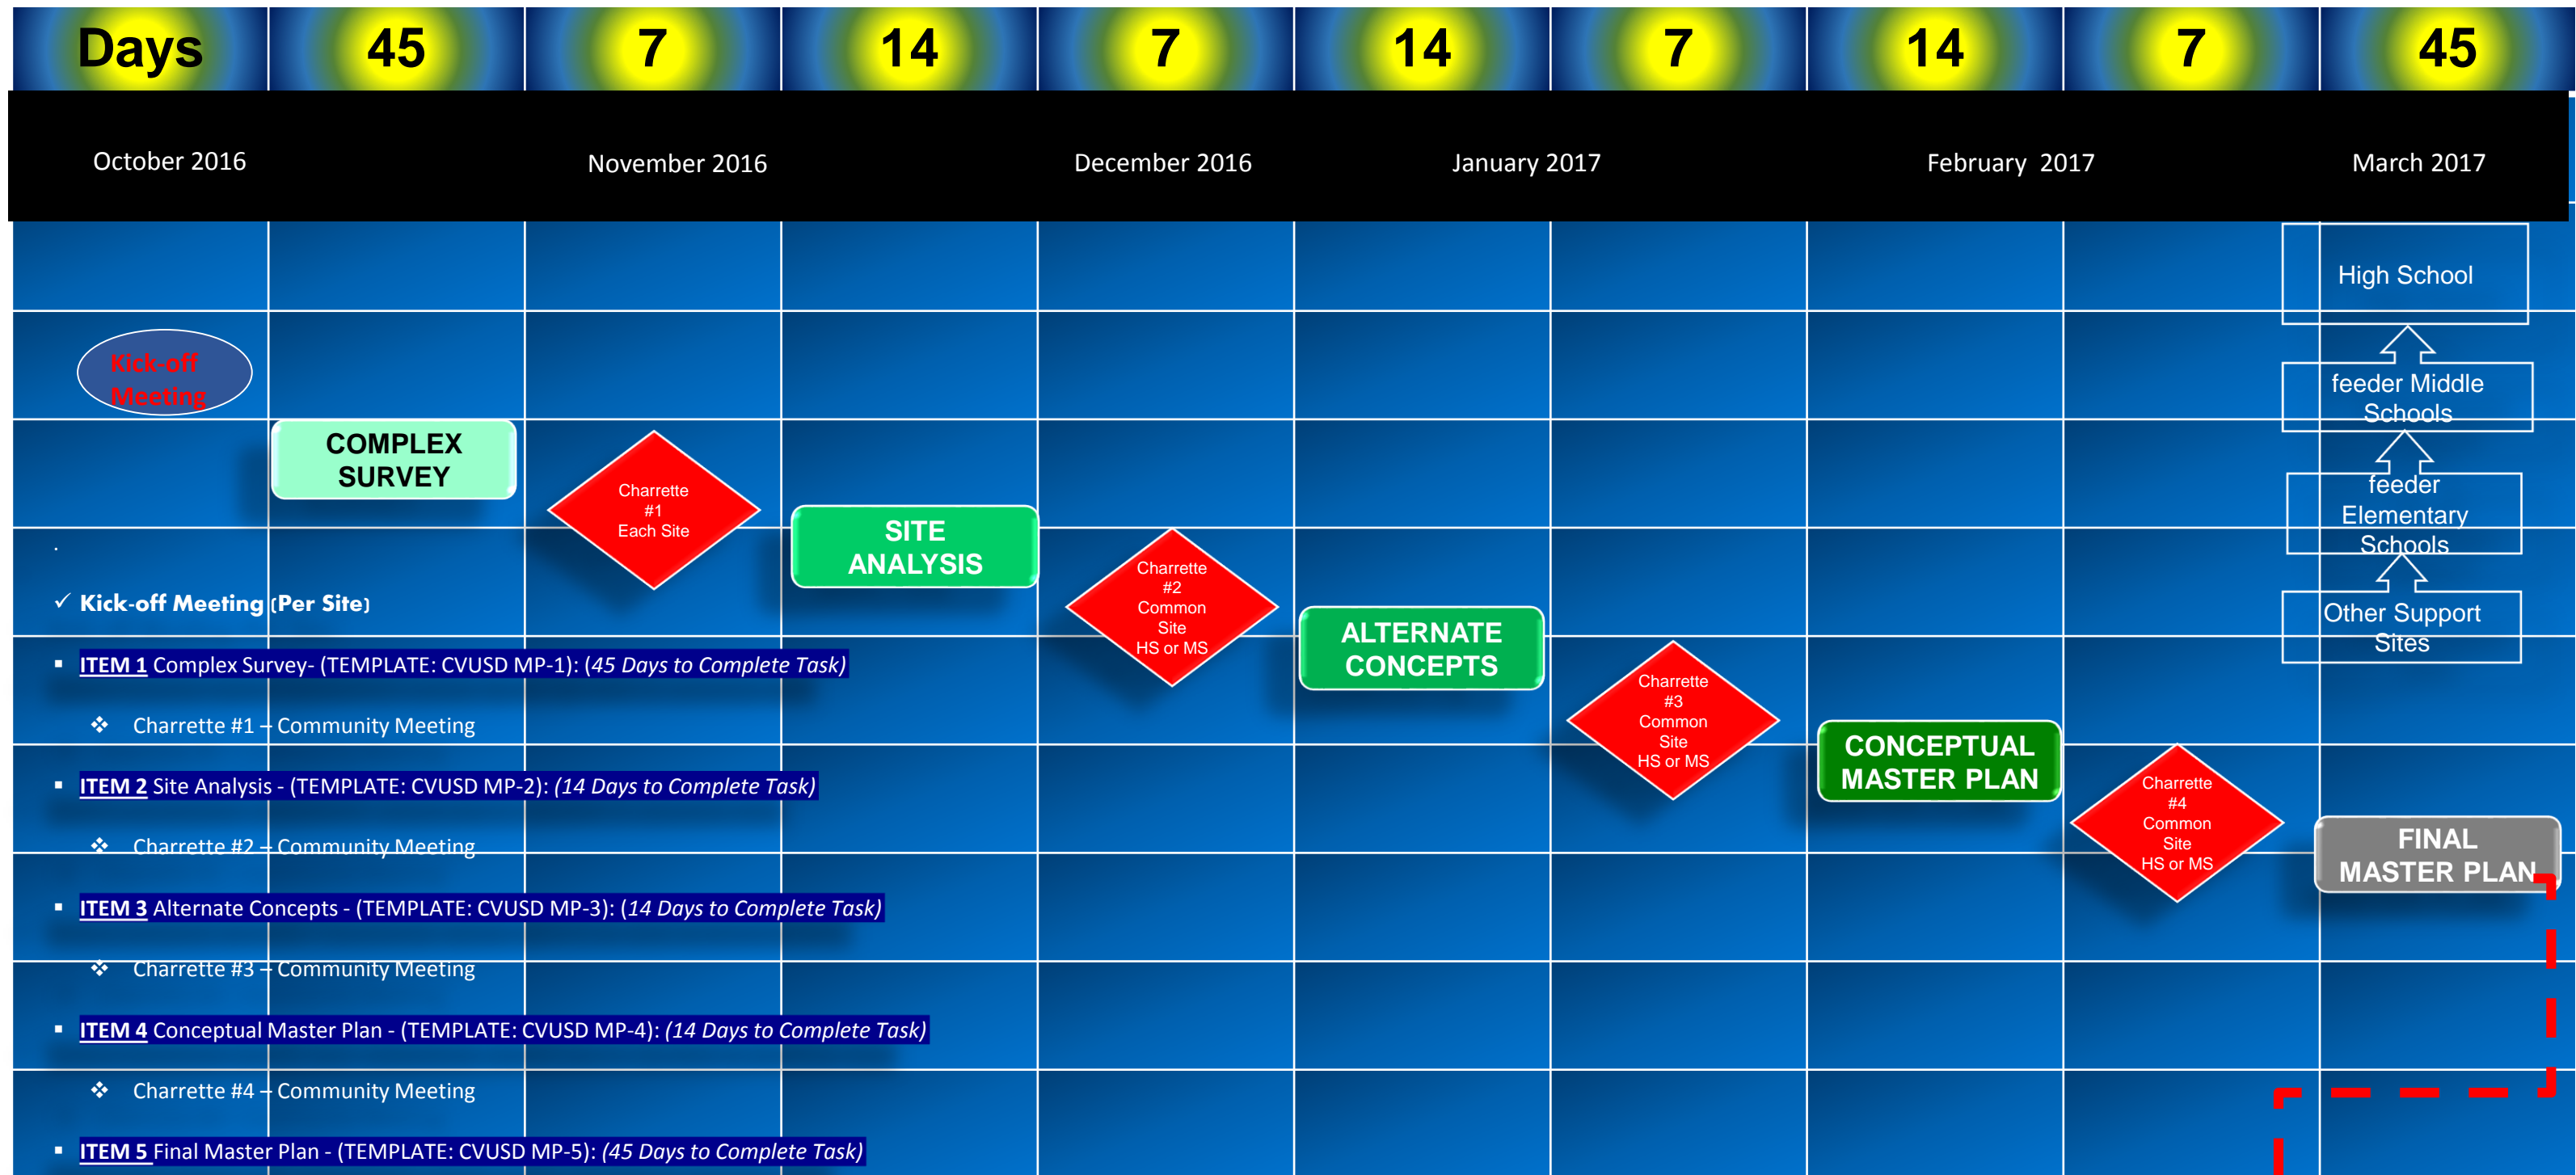 Days 45 7 14 7 14 7 14 7 45
October 2016 November 2016 December 2016 January 2017 February 2017 March 2017
High School
Kick-off
Meeting
feeder Middle
Schools
COMPLEX
SURVEY
Charrette
#1
Each Site
feeder
Elementary
Schools
SITE
ANALYSIS
Charrette
#2
Common
Site
HS or MS
Other Support
Sites
ALTERNATE
CONCEPTS
Charrette
#3
Common
Site
HS or MS
CONCEPTUAL
MASTER PLAN
Charrette
#4
Common
Site
HS or MS
FINAL
MASTER PLAN
.
✓ Kick-off Meeting (Per Site)
▪ ITEM 1 Complex Survey- (TEMPLATE: CVUSD MP-1): (45 Days to Complete Task)
❖ Charrette #1 – Community Meeting
▪ ITEM 2 Site Analysis - (TEMPLATE: CVUSD MP-2): (14 Days to Complete Task)
❖ Charrette #2 – Community Meeting
▪ ITEM 3 Alternate Concepts - (TEMPLATE: CVUSD MP-3): (14 Days to Complete Task)
❖ Charrette #3 – Community Meeting
▪ ITEM 4 Conceptual Master Plan - (TEMPLATE: CVUSD MP-4): (14 Days to Complete Task)
❖ Charrette #4 – Community Meeting
▪ ITEM 5 Final Master Plan - (TEMPLATE: CVUSD MP-5): (45 Days to Complete Task)